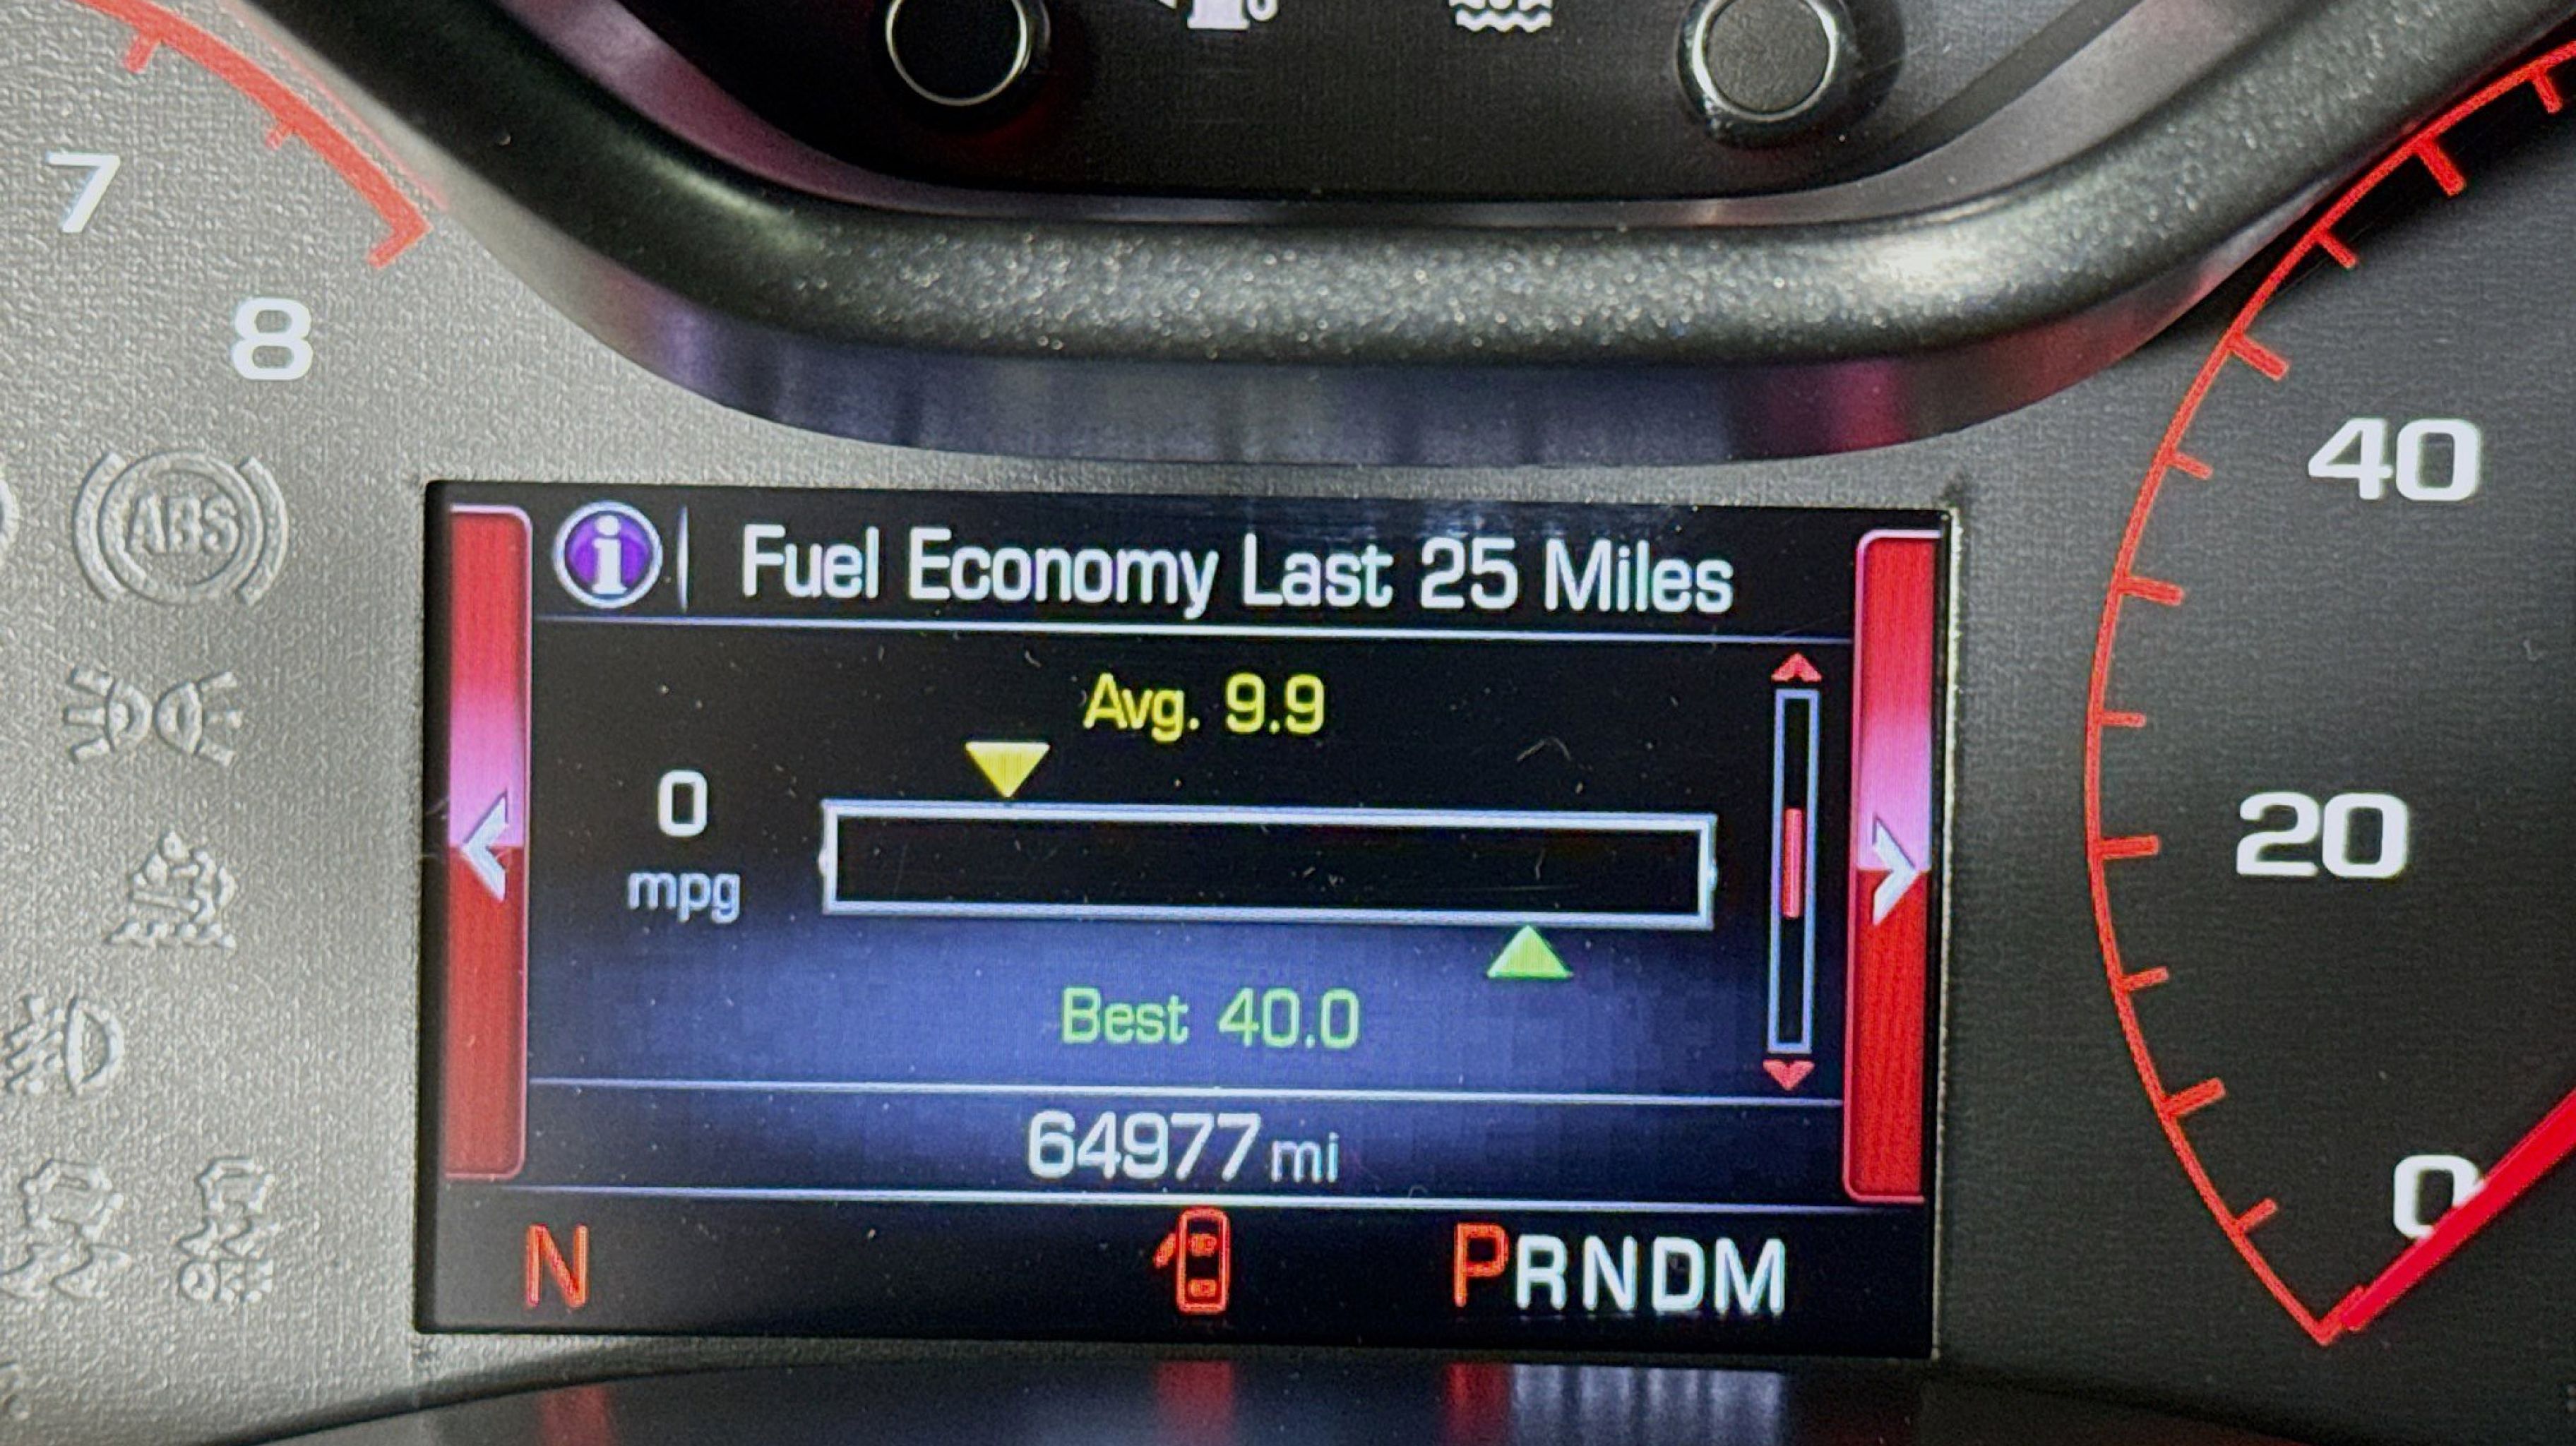 7
8
ABS
Fuel Economy Last 25 Miles
Avg. 9.9
0
mpg
Best 40.0
64977 mi
N
PRNDM
40
20
0